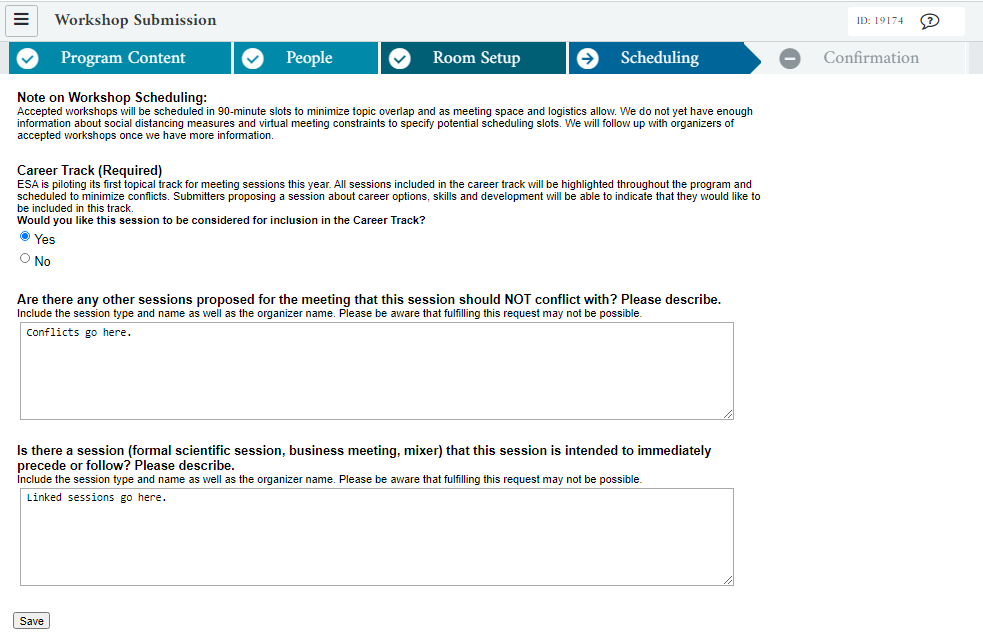 Workshop Submission
ID: 19174
?
Program Content
People
Room Setup
Scheduling
Confirmation
Note on Workshop Scheduling:
Accepted workshops will be scheduled in 90-minute slots to minimize topic overlap and as meeting space and logistics allow. We do not yet have enough
information about social distancing measures and virtual meeting constraints to specify potential scheduling slots. We will follow up with organizers of
accepted workshops once we have more information.
Career Track (Required)
ESA is piloting its first topical track for meeting sessions this year. All sessions included in the career track will be highlighted throughout the program and
scheduled to minimize conflicts. Submitters proposing a session about career options, skills and development will be able to indicate that they would like to
be included in this track.
Would you like this session to be considered for inclusion in the Career Track?
Yes
No
Are there any other sessions proposed for the meeting that this session should NOT conflict with? Please describe.
Include the session type and name as well as the organizer name. Please be aware that fulfilling this request may not be possible.
Conflicts go here.
Is there a session (formal scientific session, business meeting, mixer) that this session is intended to immediately
precede or follow? Please describe.
Include the session type and name as well as the organizer name. Please be aware that fulfilling this request may not be possible.
Linked sessions go here.
Save